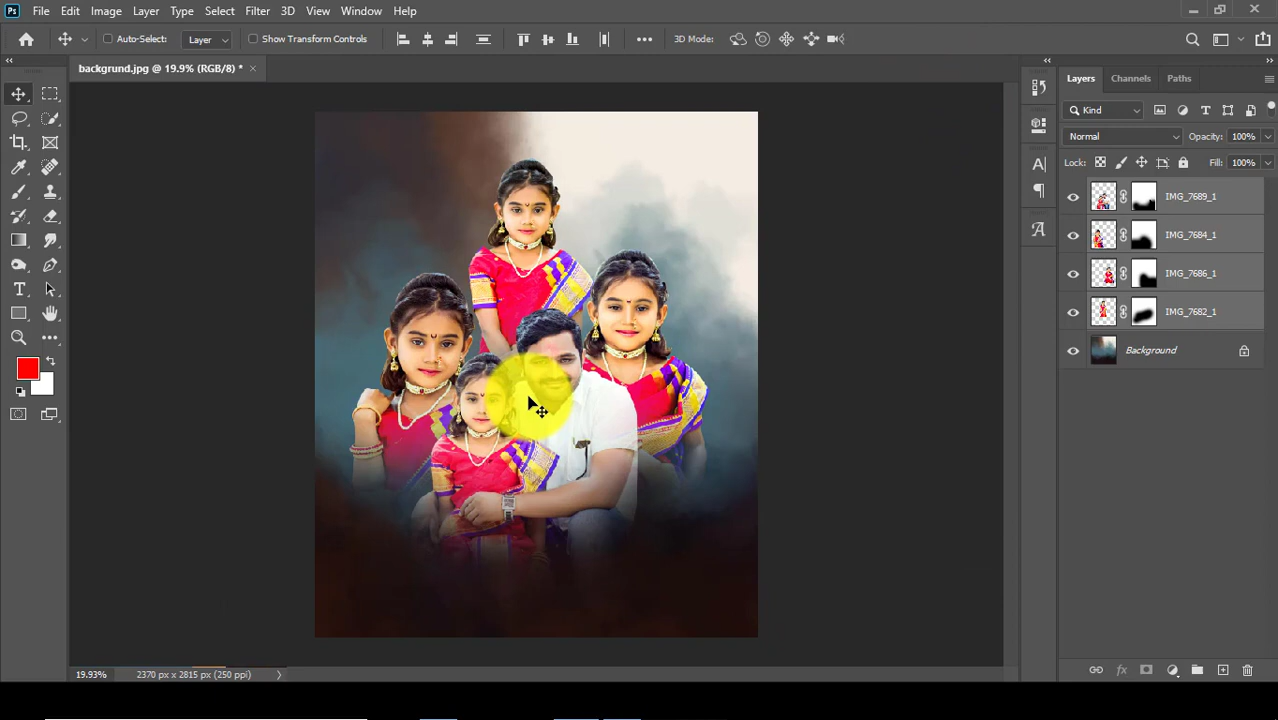 Ps File Edit Image Layer Type Select Filter 3D View Window Help
Auto-Select: Layer Show Transform Controls 3D Mode:
backgrund.jpg @ 19.9% (RGB/8) *
Layers Channels Paths
Kind
Normal Opacity: 100%
Lock: Fill: 100%
IMG_7689_1
IMG_7684_1
IMG_7686_1
IMG_7682_1
Background
19.93% 2370 px x 2815 px (250 ppi)